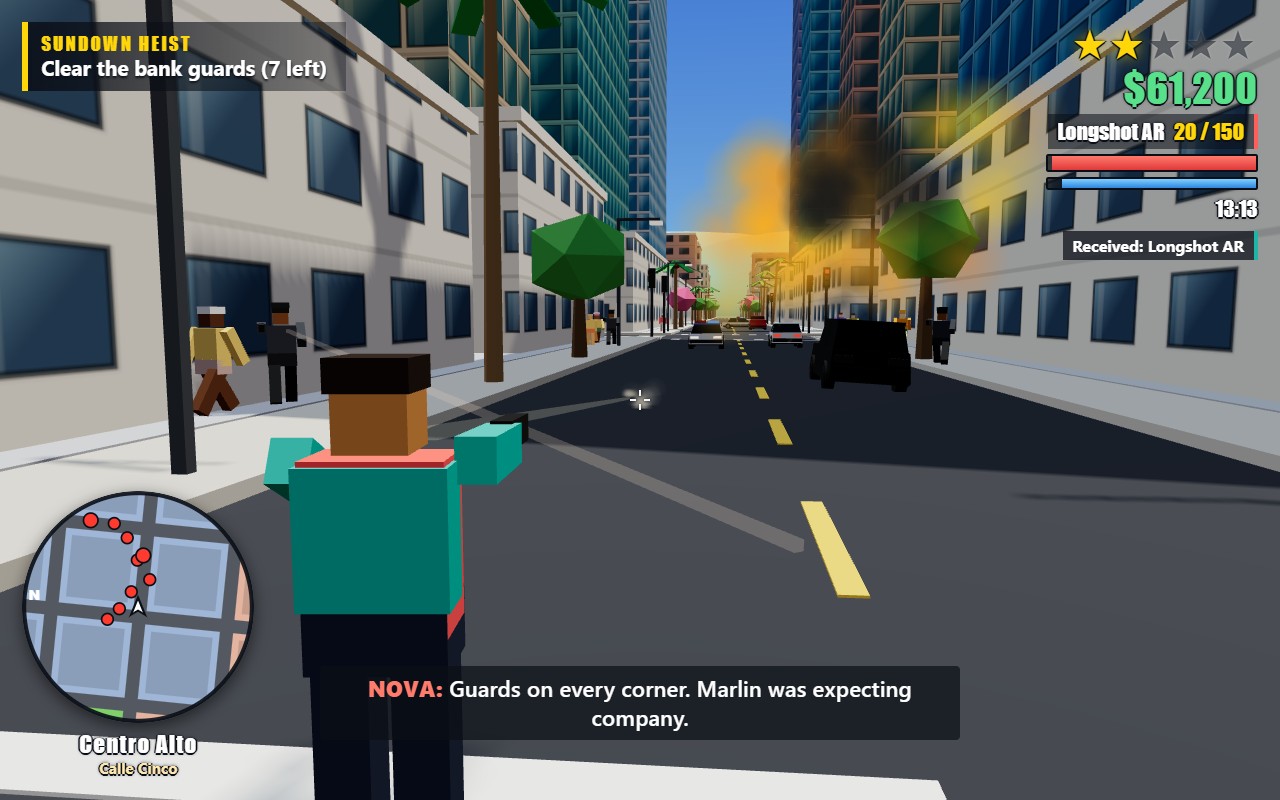 SUNDOWN HEIST
Clear the bank guards (7 left)
$61,200
Longshot AR 20 / 150
13:13
Received: Longshot AR
N
NOVA: Guards on every corner. Marlin was expecting
company.
Centro Alto
Calle Cinco